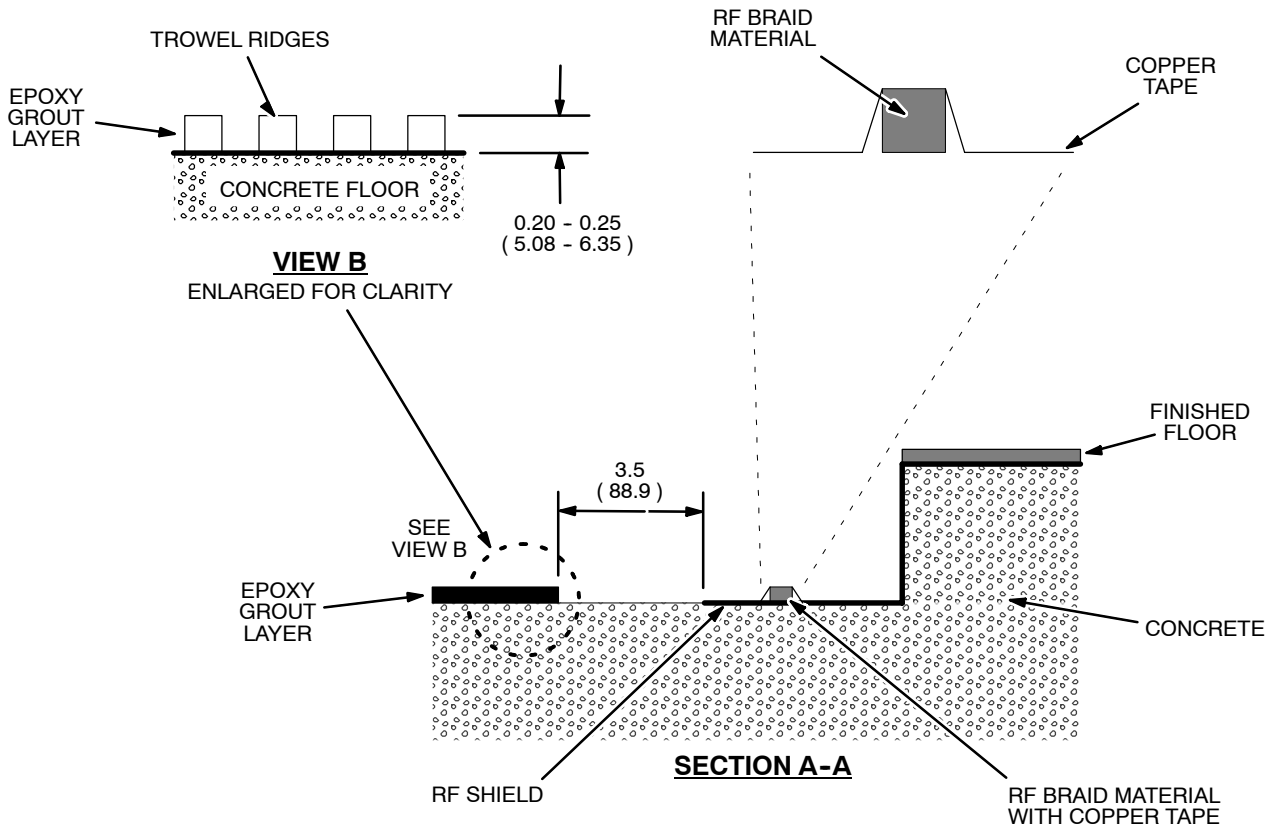 TROWEL RIDGES
EPOXY
GROUT
LAYER
CONCRETE FLOOR
0.20 - 0.25
( 5.08 - 6.35 )
VIEW B
ENLARGED FOR CLARITY
RF BRAID
MATERIAL
COPPER
TAPE
FINISHED
FLOOR
3.5
( 88.9 )
SEE
VIEW B
EPOXY
GROUT
LAYER
CONCRETE
SECTION A-A
RF SHIELD
RF BRAID MATERIAL
WITH COPPER TAPE